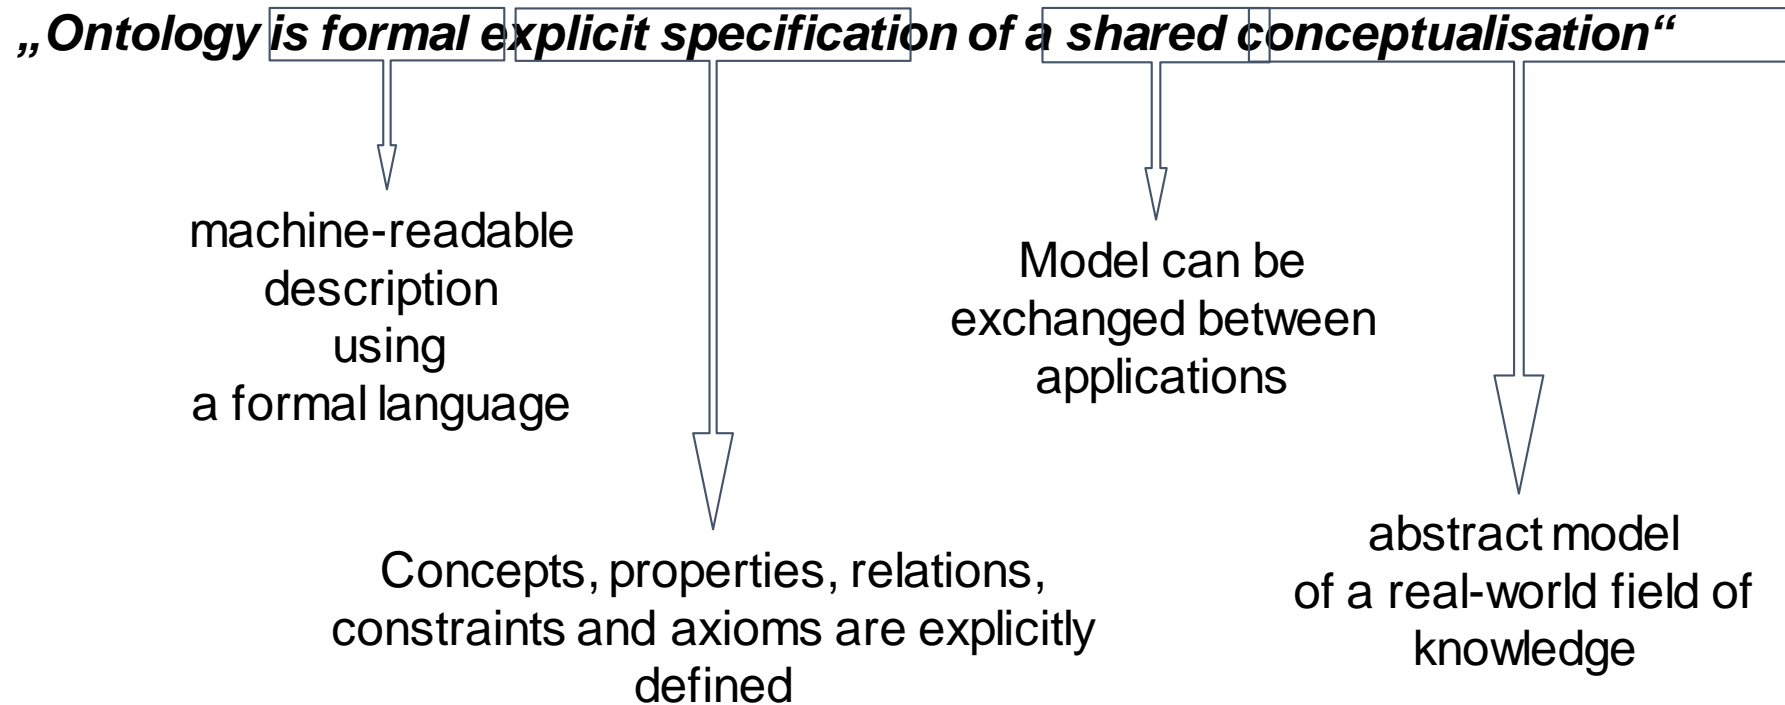 „Ontology is formal explicit specification of a shared conceptualisation“
machine-readable
description
using
a formal language
Model can be
exchanged between
applications
Concepts, properties, relations,
constraints and axioms are explicitly
defined
abstract model
of a real-world field of
knowledge